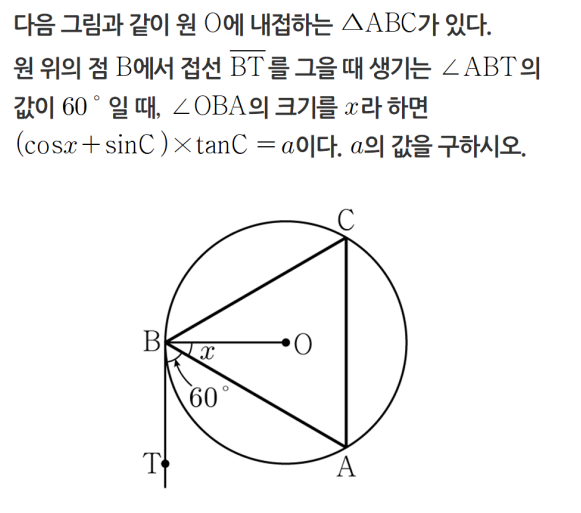 다음 그림과 같이 원 O에 내접하는 △ABC가 있다.
원 위의 점 B에서 접선 \overline{BT}를 그을 때 생기는 ∠ABT의
값이 60°일 때, ∠OBA의 크기를 x라 하면
(cosx+sinC)×tanC = a이다. a의 값을 구하시오.
C
B
x
O
60°
T
A